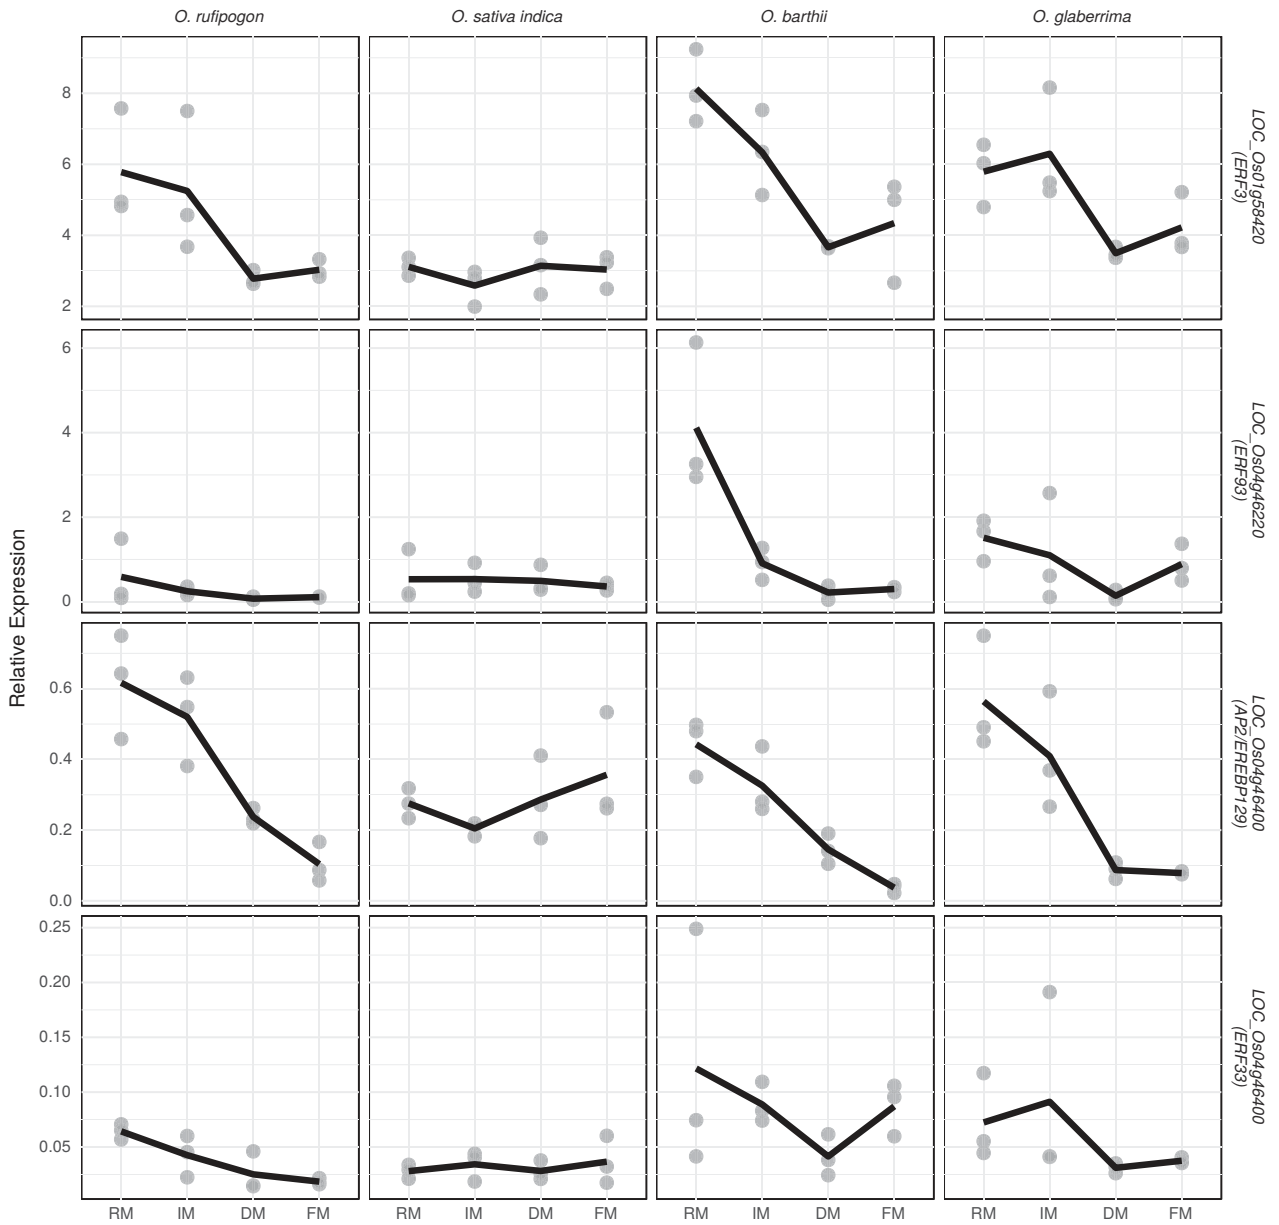 O. rufipogon
O. sativa indica
O. barthii
O. glaberrima
Relative Expression
8
6
4
2
LOC_Os01g58420
(ERF3)
6
4
2
0
LOC_Os04g46220
(ERF93)
0.6
0.4
0.2
0.0
LOC_Os04g46400
(AP2/EREBP129)
0.25
0.20
0.15
0.10
0.05
LOC_Os04g46400
(ERF33)
RM IM DM FM
RM IM DM FM
RM IM DM FM
RM IM DM FM